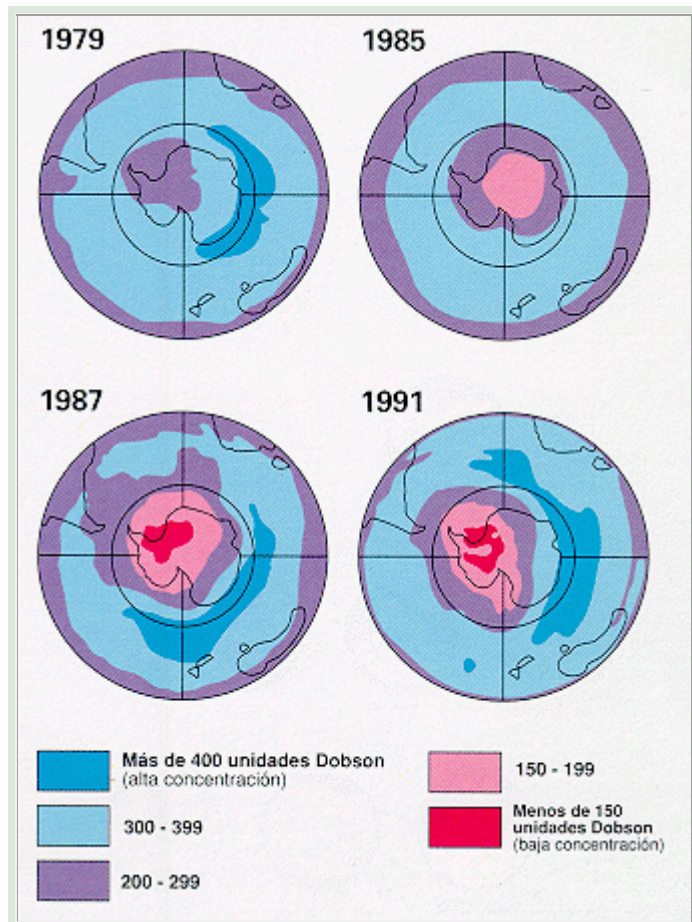 1979
1985
1987
1991
Más de 400 unidades Dobson
(alta concentración)
300 - 399
200 - 299
150 - 199
Menos de 150
unidades Dobson
(baja concentración)